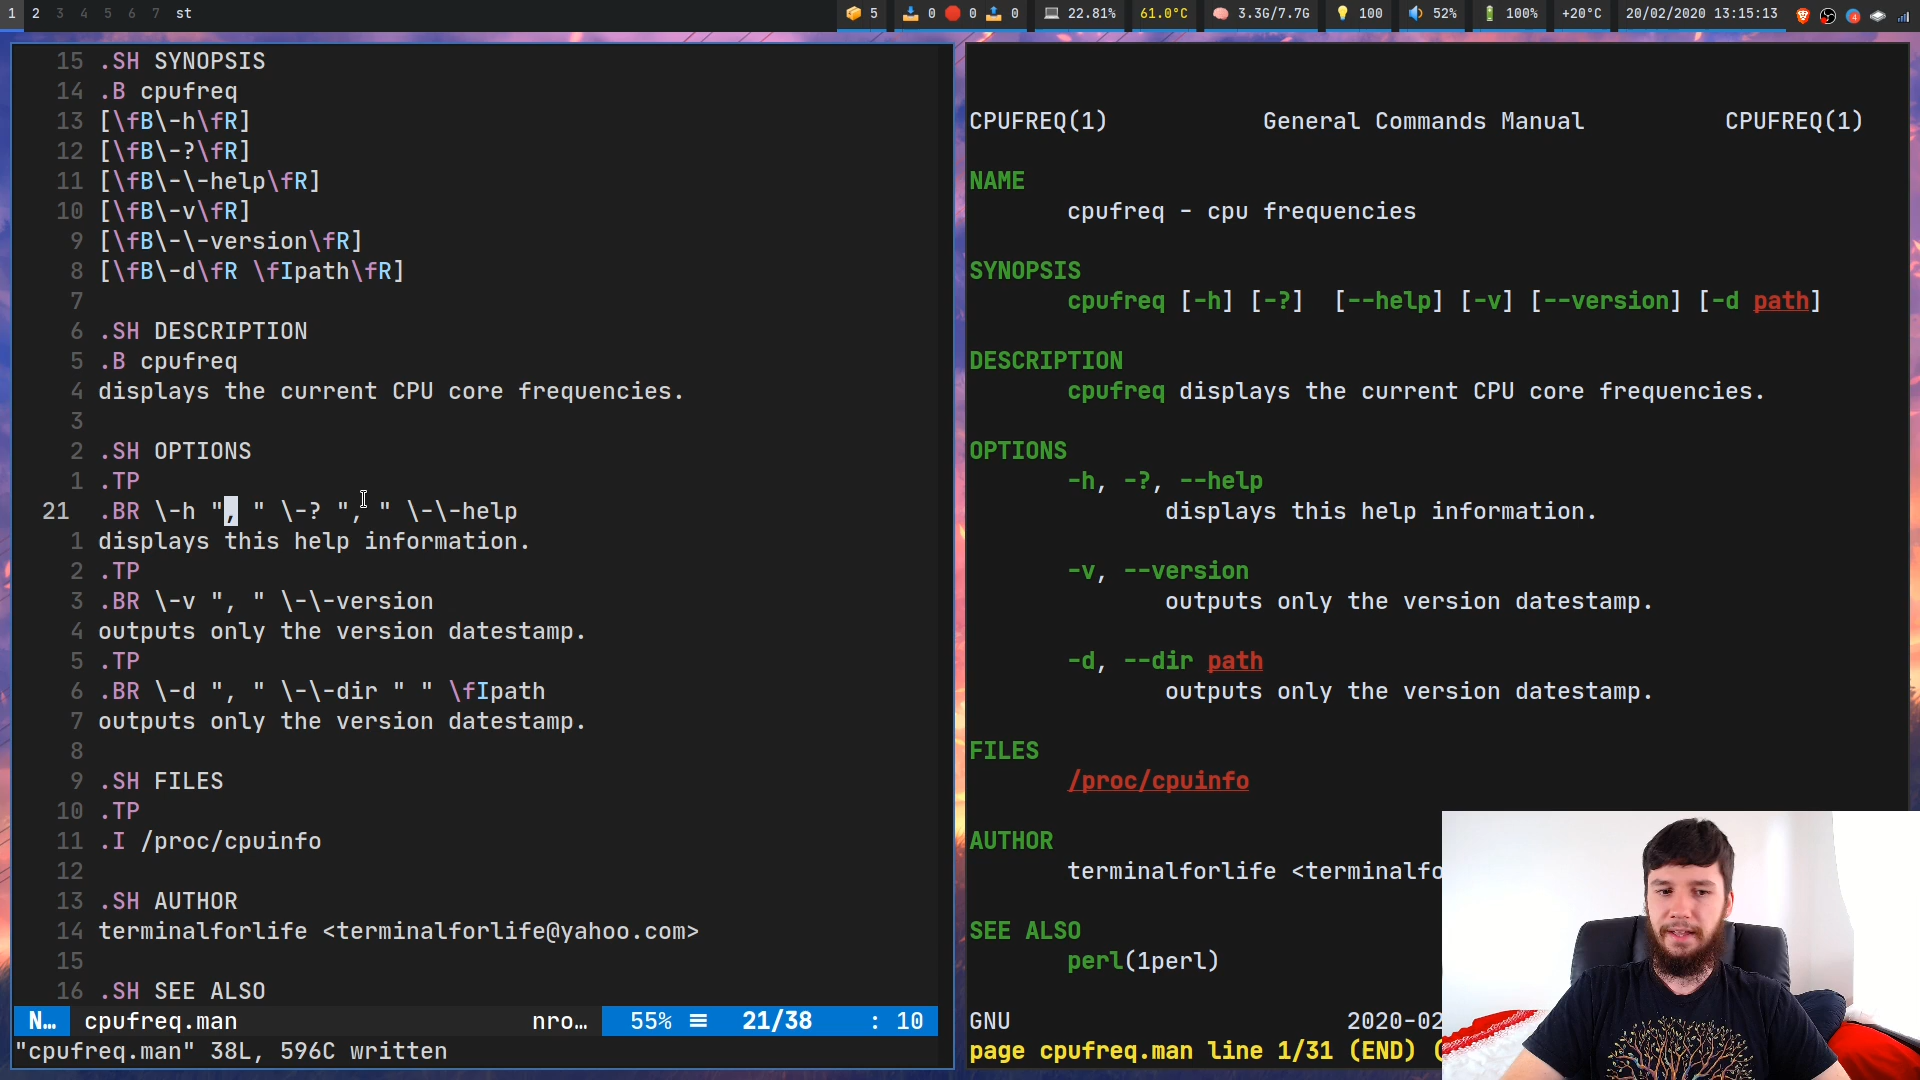 1 2 3 4 5 6 7 st 5 0 0 0 22.81% 61.0°C 3.3G/7.7G 100 52% 100% +20°C 20/02/2020 13:15:13 4
15 .SH SYNOPSIS
14 .B cpufreq
13 [\fB\-h\fR]
12 [\fB\-?\fR]
11 [\fB\-\-help\fR]
10 [\fB\-v\fR]
9 [\fB\-\-version\fR]
8 [\fB\-d\fR \fIpath\fR]
7
6 .SH DESCRIPTION
5 .B cpufreq
4 displays the current CPU core frequencies.
3
2 .SH OPTIONS
1 .TP
21 .BR \-h ", " \-? ", " \-\-help
1 displays this help information.
2 .TP
3 .BR \-v ", " \-\-version
4 outputs only the version datestamp.
5 .TP
6 .BR \-d ", " \-\-dir " " \fIpath
7 outputs only the version datestamp.
8
9 .SH FILES
10 .TP
11 .I /proc/cpuinfo
12
13 .SH AUTHOR
14 terminalforlife <terminalforlife@yahoo.com>
15
16 .SH SEE ALSO
N… cpufreq.man nro… 55% ≡ 21/38 : 10
"cpufreq.man" 38L, 596C written
CPUFREQ(1) General Commands Manual CPUFREQ(1)
NAME
cpufreq - cpu frequencies
SYNOPSIS
cpufreq [-h] [-?]  [--help] [-v] [--version] [-d path]
DESCRIPTION
cpufreq displays the current CPU core frequencies.
OPTIONS
-h, -?, --help
displays this help information.
-v, --version
outputs only the version datestamp.
-d, --dir path
outputs only the version datestamp.
FILES
/proc/cpuinfo
AUTHOR
terminalforlife <terminalfo
SEE ALSO
perl(1perl)
GNU 2020-02
page cpufreq.man line 1/31 (END) (